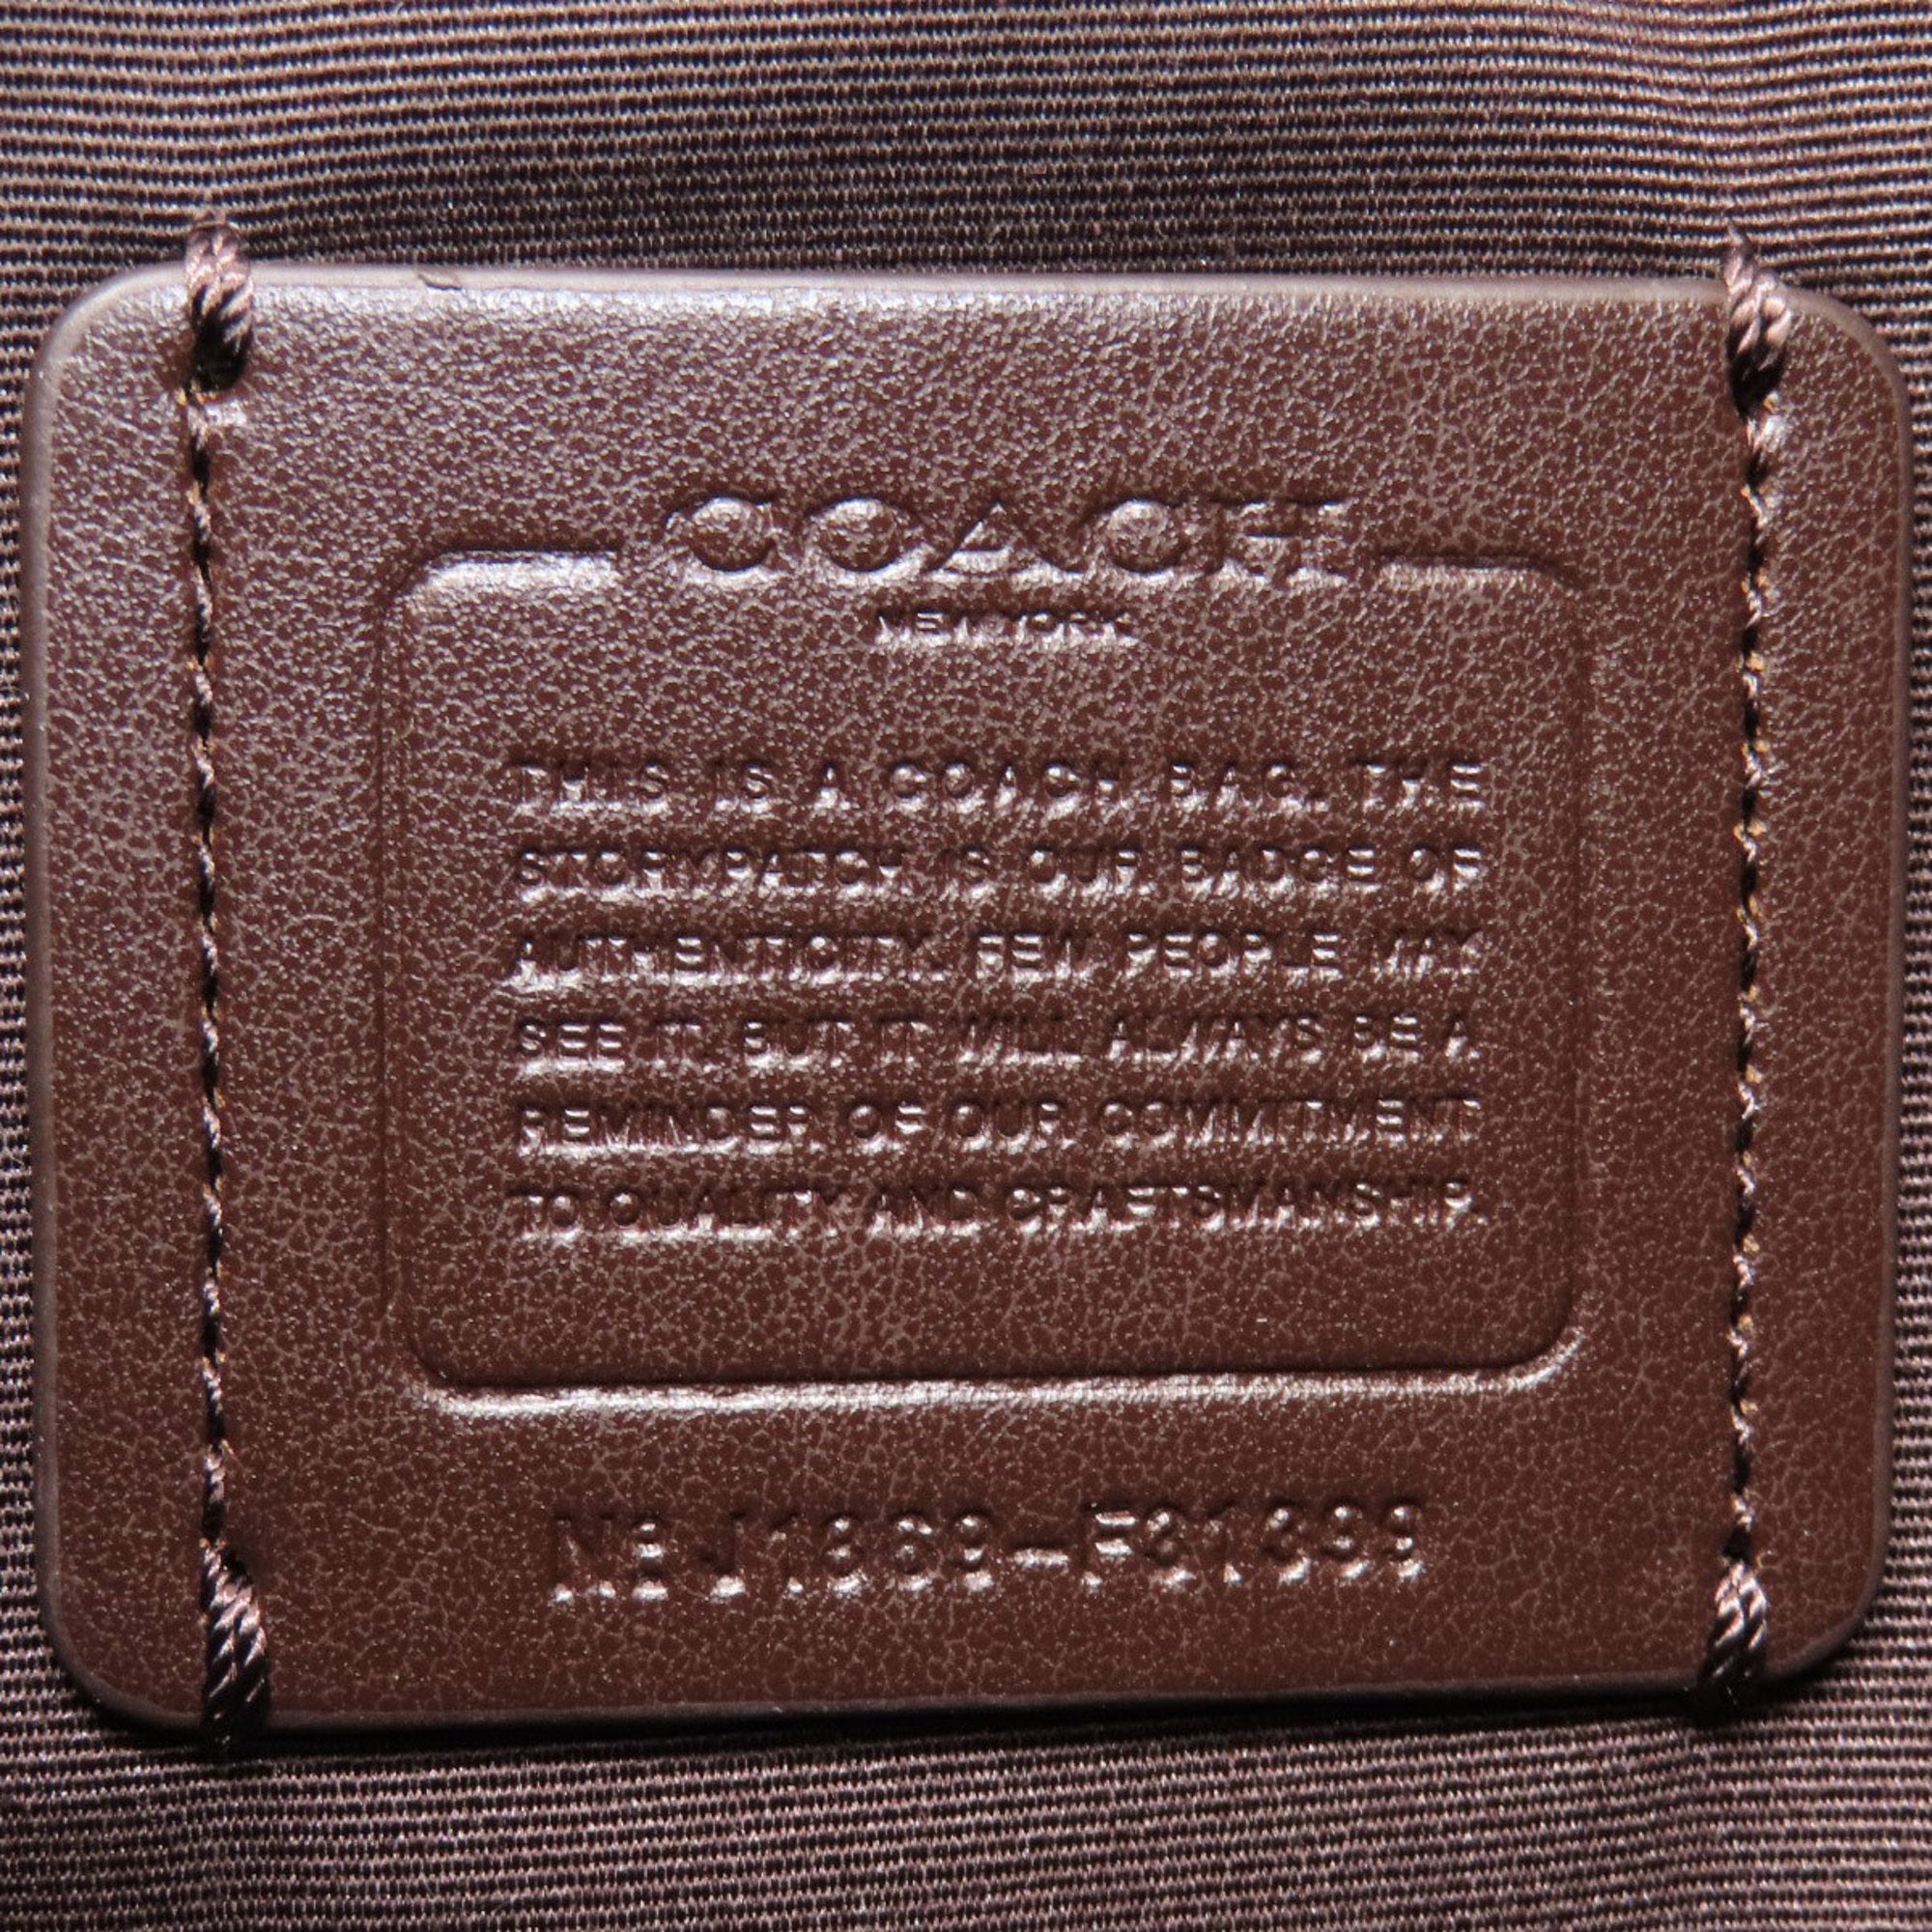 COACH
NEW YORK
THIS IS A COACH BAG. THE
STORYPATCH IS OUR BADGE OF
AUTHENTICITY. FEW PEOPLE MAY
SEE IT. BUT IT WILL ALWAYS BE A
REMINDER OF OUR COMMITMENT
TO QUALITY AND CRAFTSMANSHIP.